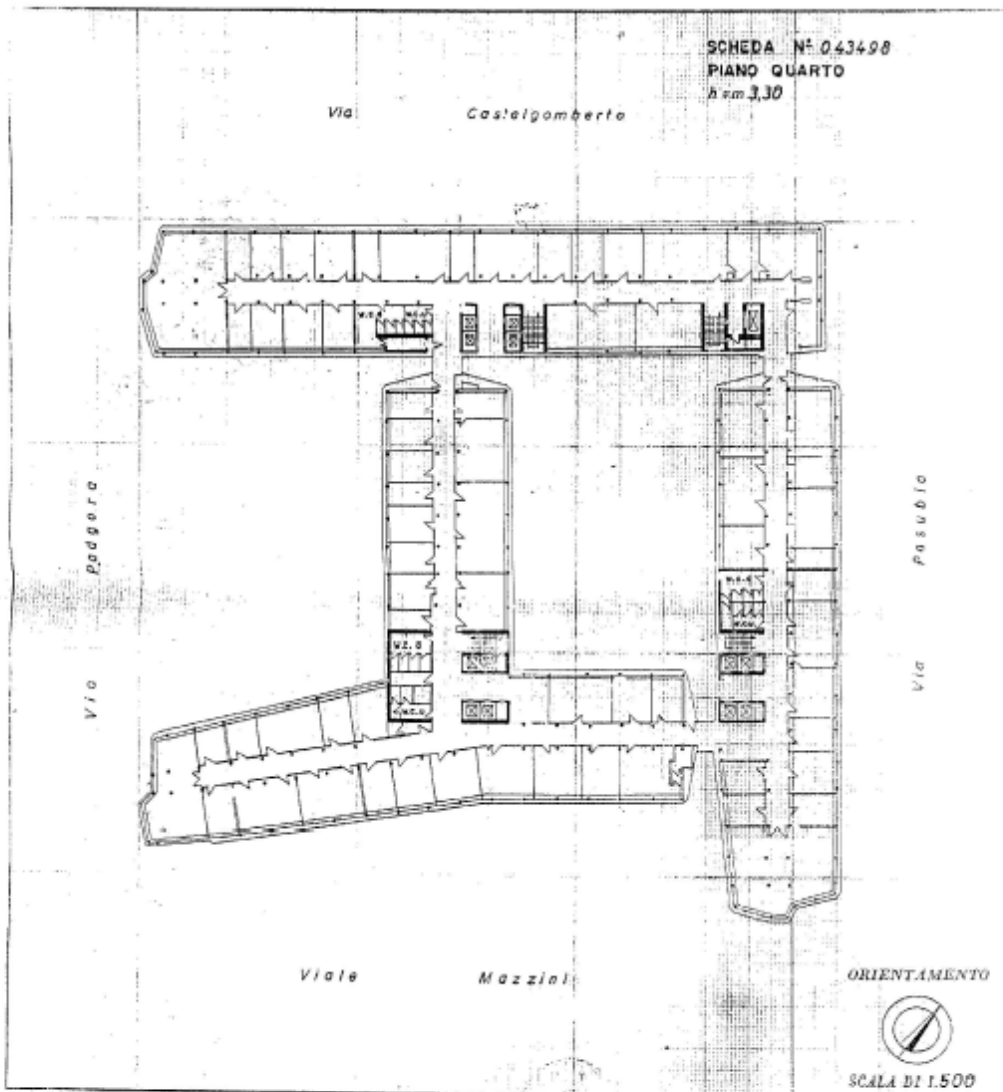 SCHEDA Nº 043498
PIANO QUARTO
h=m 3,30
Via Castelgomberto
W.C.D
W.C.U
Via Podgora
Via Pasubio
W.C.D
W.C.U
W.C.D
W.C.U
Viale Mazzini
ORIENTAMENTO
SCALA DI 1:500